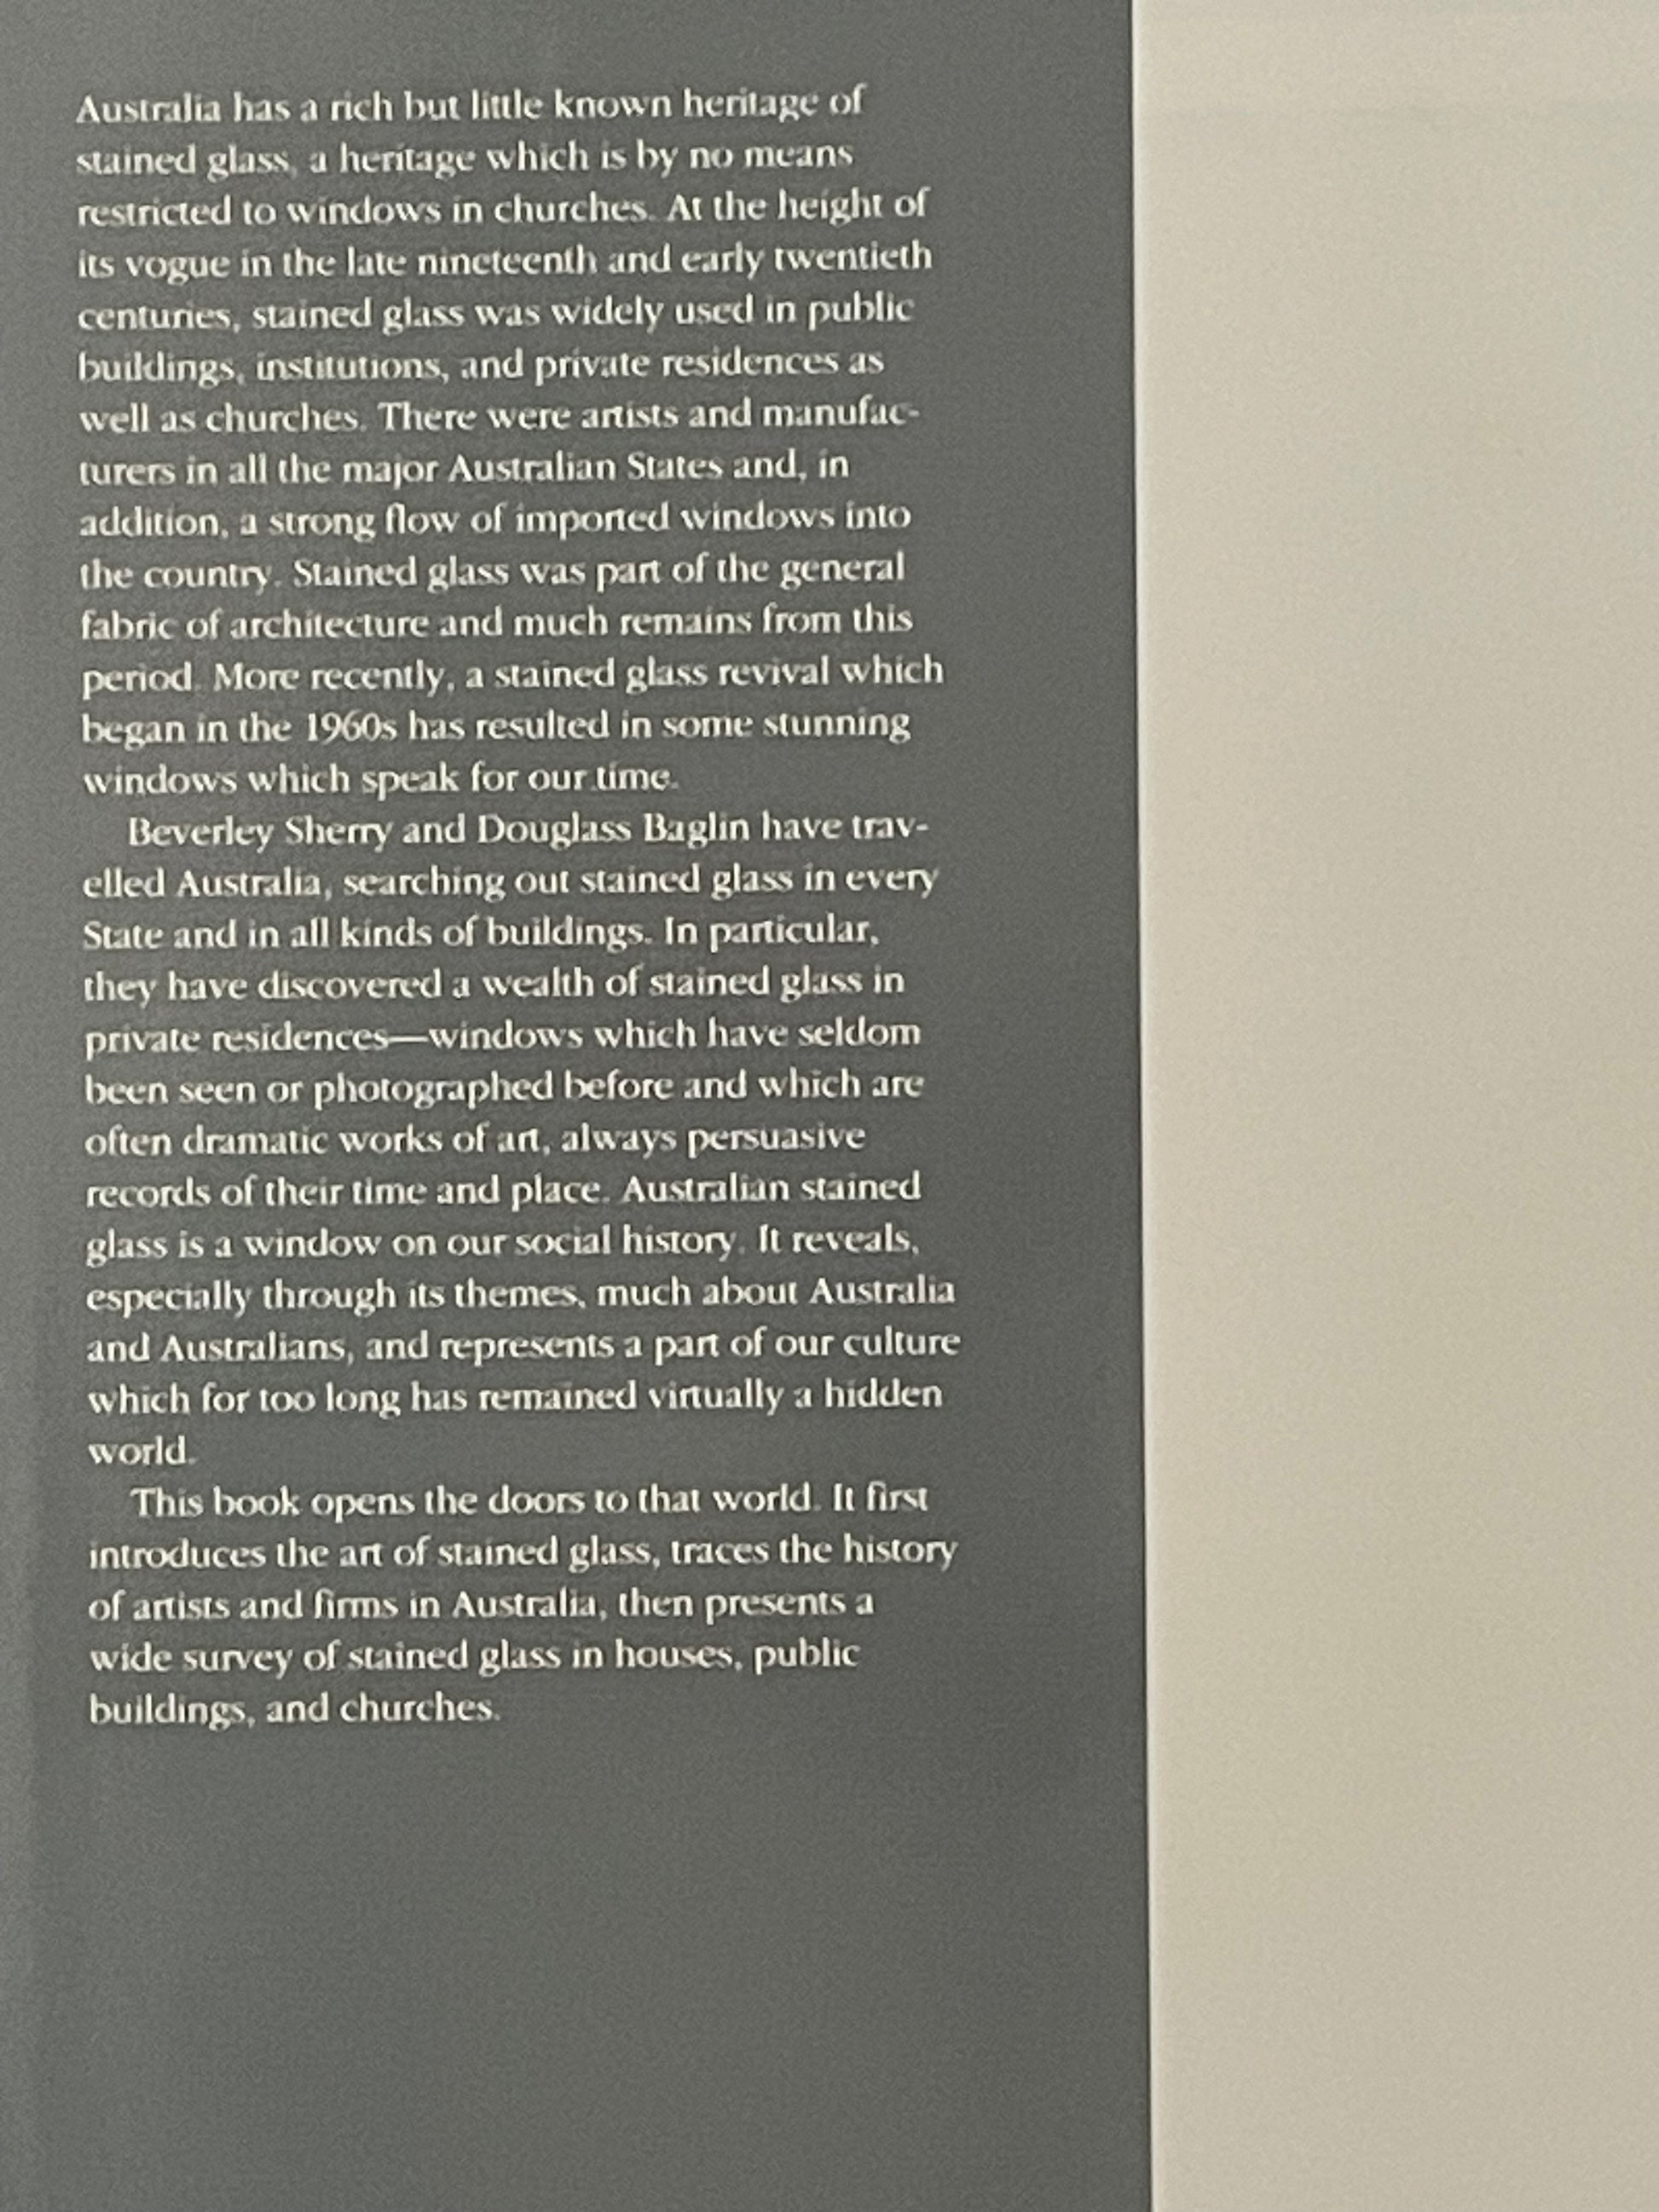 Australia has a rich but little known heritage of
stained glass, a heritage which is by no means
restricted to windows in churches. At the height of
its vogue in the late nineteenth and early twentieth
centuries, stained glass was widely used in public
buildings, institutions, and private residences as
well as churches. There were artists and manufac-
turers in all the major Australian States and, in
addition, a strong flow of imported windows into
the country. Stained glass was part of the general
fabric of architecture and much remains from this
period. More recently, a stained glass revival which
began in the 1960s has resulted in some stunning
windows which speak for our time.
Beverley Sherry and Douglass Baglin have trav-
elled Australia, searching out stained glass in every
State and in all kinds of buildings. In particular,
they have discovered a wealth of stained glass in
private residences—windows which have seldom
been seen or photographed before and which are
often dramatic works of art, always persuasive
records of their time and place. Australian stained
glass is a window on our social history. It reveals,
especially through its themes, much about Australia
and Australians, and represents a part of our culture
which for too long has remained virtually a hidden
world.
This book opens the doors to that world. It first
introduces the art of stained glass, traces the history
of artists and firms in Australia, then presents a
wide survey of stained glass in houses, public
buildings, and churches.